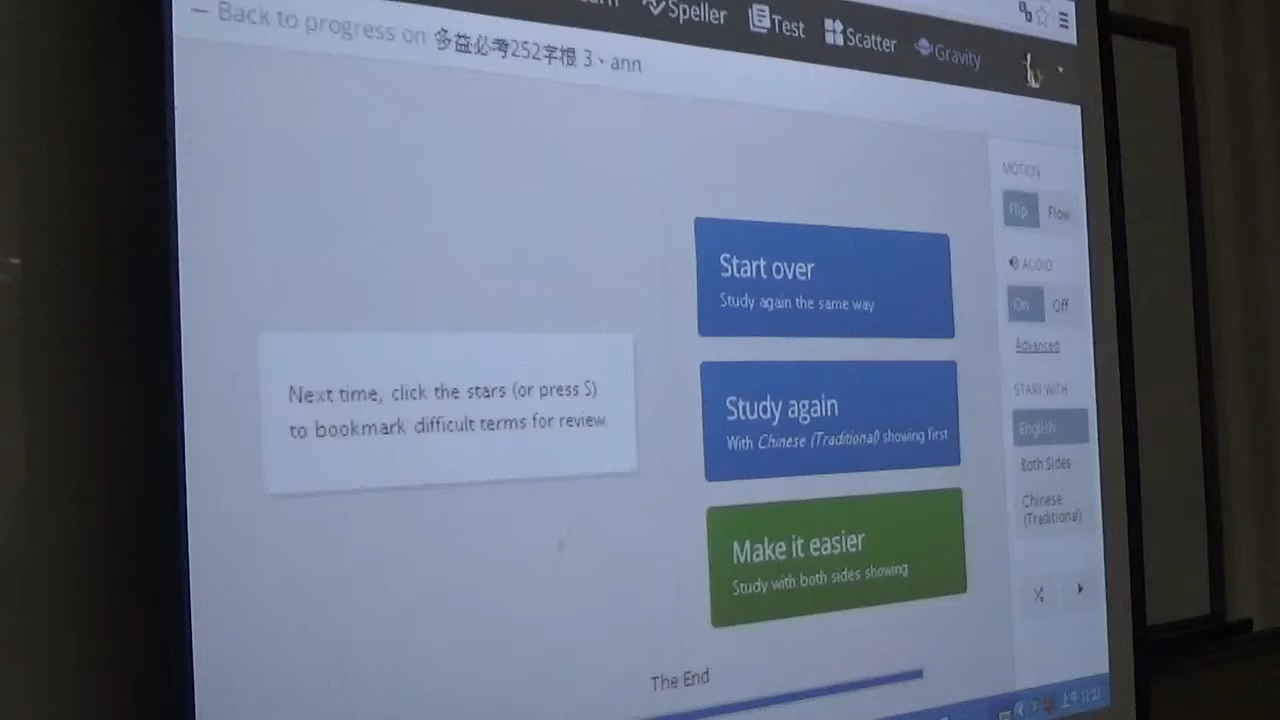 Speller
Test
Scatter
Gravity
Back to progress on 多益必考252字根 3、ann
Next time, click the stars (or press S)
to bookmark difficult terms for review.
Start over
Study again the same way
Study again
With Chinese (Traditional) showing first
Make it easier
Study with both sides showing
The End
MOTION
Flip Flow
AUDIO
On Off
Advanced
START WITH
English
Both Sides
Chinese
(Traditional)